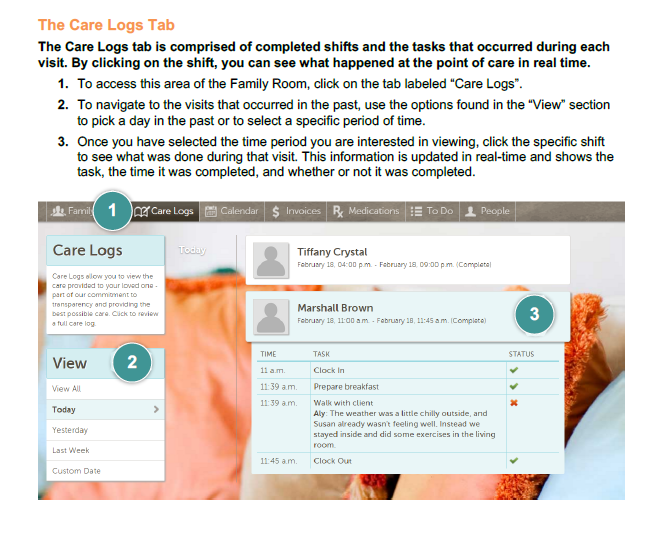 The Care Logs Tab
The Care Logs tab is comprised of completed shifts and the tasks that occurred during each
visit. By clicking on the shift, you can see what happened at the point of care in real time.
1. To access this area of the Family Room, click on the tab labeled “Care Logs”.
2. To navigate to the visits that occurred in the past, use the options found in the “View” section
to pick a day in the past or to select a specific period of time.
3. Once you have selected the time period you are interested in viewing, click the specific shift
to see what was done during that visit. This information is updated in real-time and shows the
task, the time it was completed, and whether or not it was completed.
Famil 1 Care Logs Calendar $ Invoices Medications To Do People
Care Logs
Care Logs allow you to view the
care provided to your loved one -
part of our commitment to
transparency and providing the
best possible care. Click to review
a full care log.
View 2
View All
Today
Yesterday
Last Week
Custom Date
Today
Tiffany Crystal
February 18, 04:00 p.m. - February 18, 09:00 p.m. (Complete)
Marshall Brown
February 18, 11:00 a.m. - February 18, 11:45 a.m. (Complete)
3
TIME TASK STATUS
11 a.m. Clock In
11:39 a.m. Prepare breakfast
11:39 a.m. Walk with client
Aly: The weather was a little chilly outside, and
Susan already wasn't feeling well. Instead we
stayed inside and did some exercises in the living
room.
11:45 a.m. Clock Out